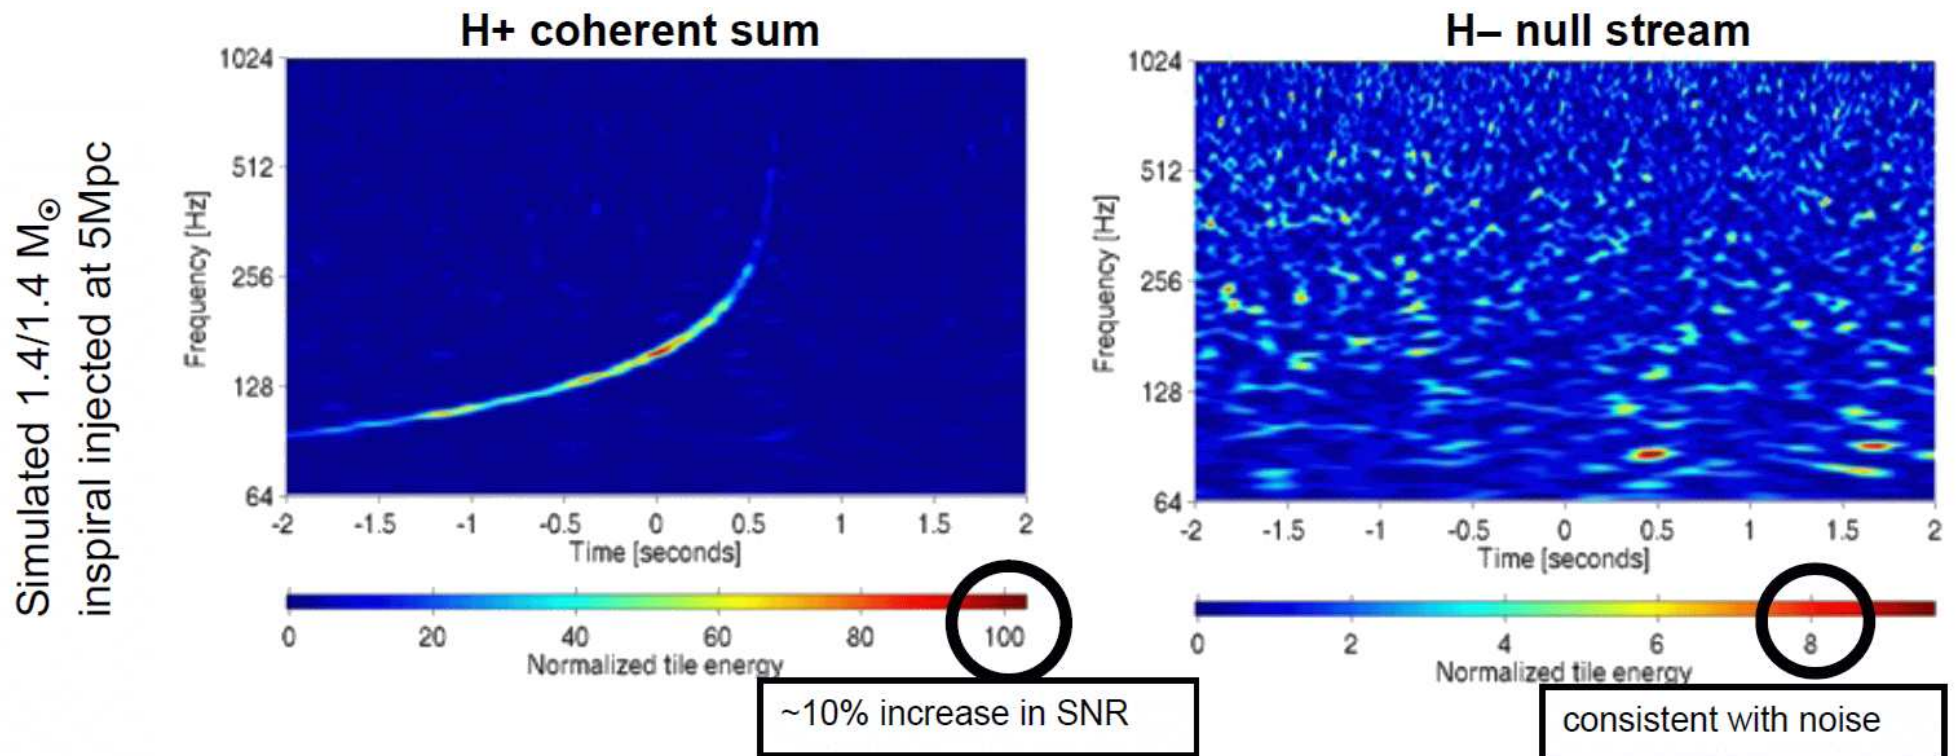 Simulated 1.4/1.4 M☉
inspiral injected at 5Mpc
H+ coherent sum
1024
512
256
128
64
Frequency [Hz]
-2 -1.5 -1 -0.5 0 0.5 1 1.5 2
Time [seconds]
0 20 40 60 80 100
Normalized tile energy
~10% increase in SNR
H– null stream
1024
512
256
128
64
Frequency [Hz]
-2 -1.5 -1 -0.5 0 0.5 1 1.5 2
Time [seconds]
0 2 4 6 8
Normalized tile energy
consistent with noise